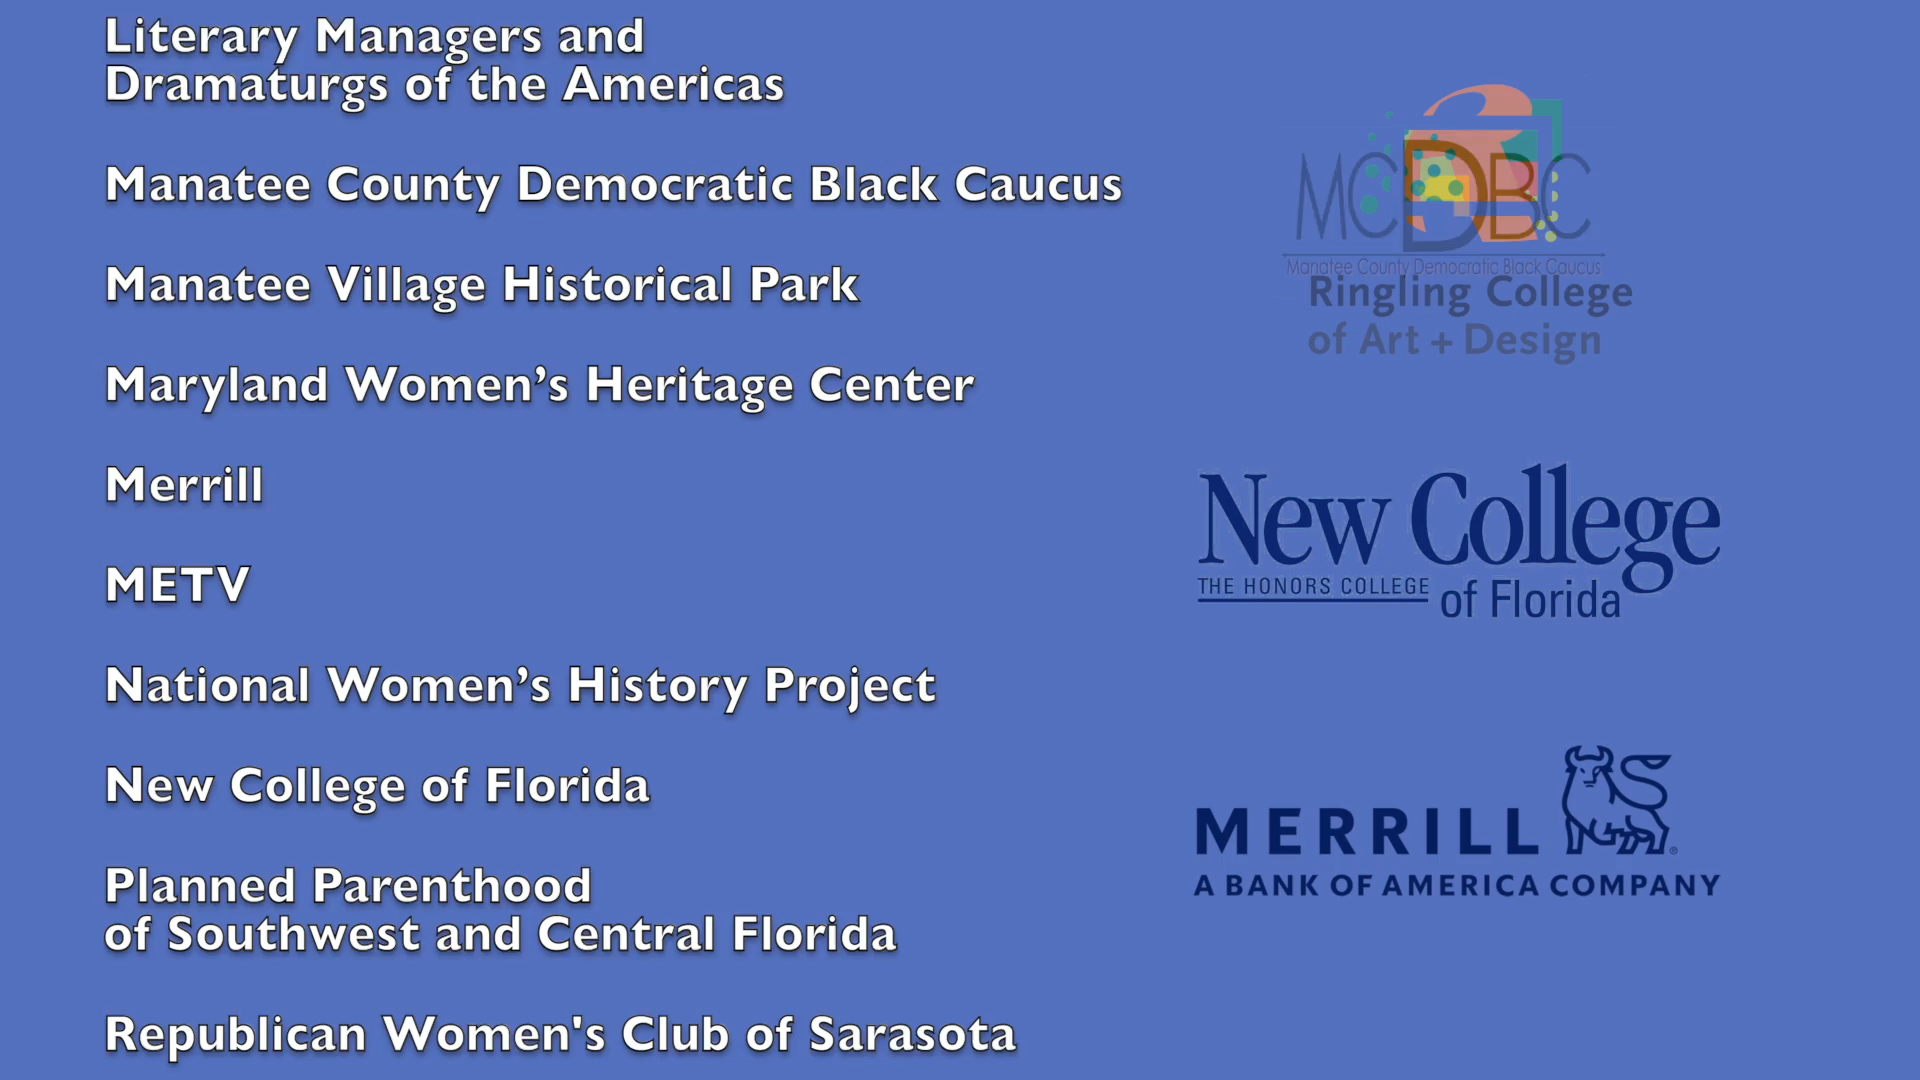 Literary Managers and
Dramaturgs of the Americas
Manatee County Democratic Black Caucus
Manatee Village Historical Park
Maryland Women’s Heritage Center
Merrill
METV
National Women’s History Project
New College of Florida
Planned Parenthood
of Southwest and Central Florida
Republican Women's Club of Sarasota
MCDBC
Manatee County Democratic Black Caucus
Ringling College
of Art + Design
New College
THE HONORS COLLEGE
of Florida
MERRILL
A BANK OF AMERICA COMPANY